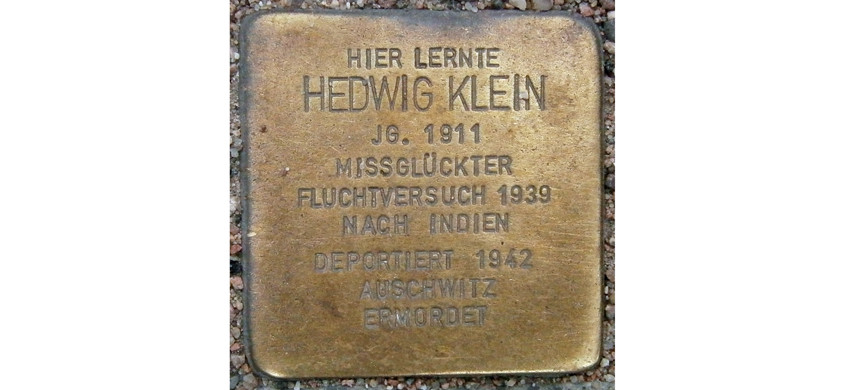 HIER LERNTE
HEDWIG KLEIN
JG. 1911
MISSGLÜCKTER
FLUCHTVERSUCH 1939
NACH INDIEN
DEPORTIERT 1942
AUSCHWITZ
ERMORDET